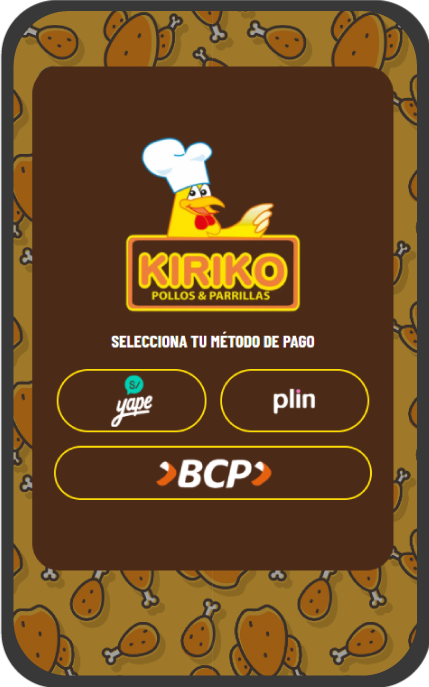 KIRIKO
POLLOS & PARRILLAS
SELECCIONA TU MÉTODO DE PAGO
S/
yape
plin
BCP